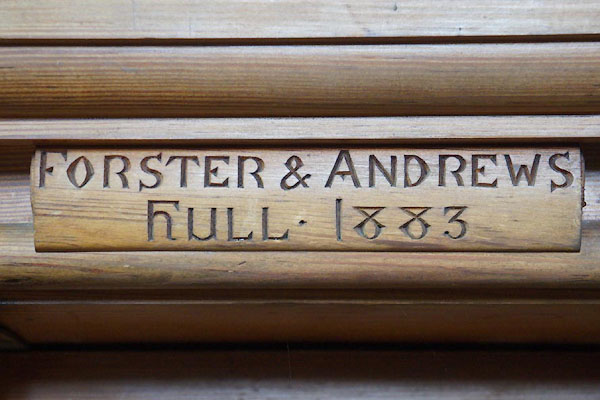 FORSTER & ANDREWS
HULL · 1883